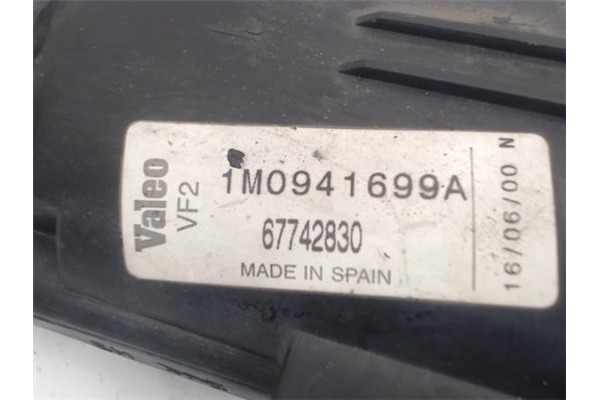 Valeo
VF2
1M0941699A
67742830
MADE IN SPAIN
16/06/00 N